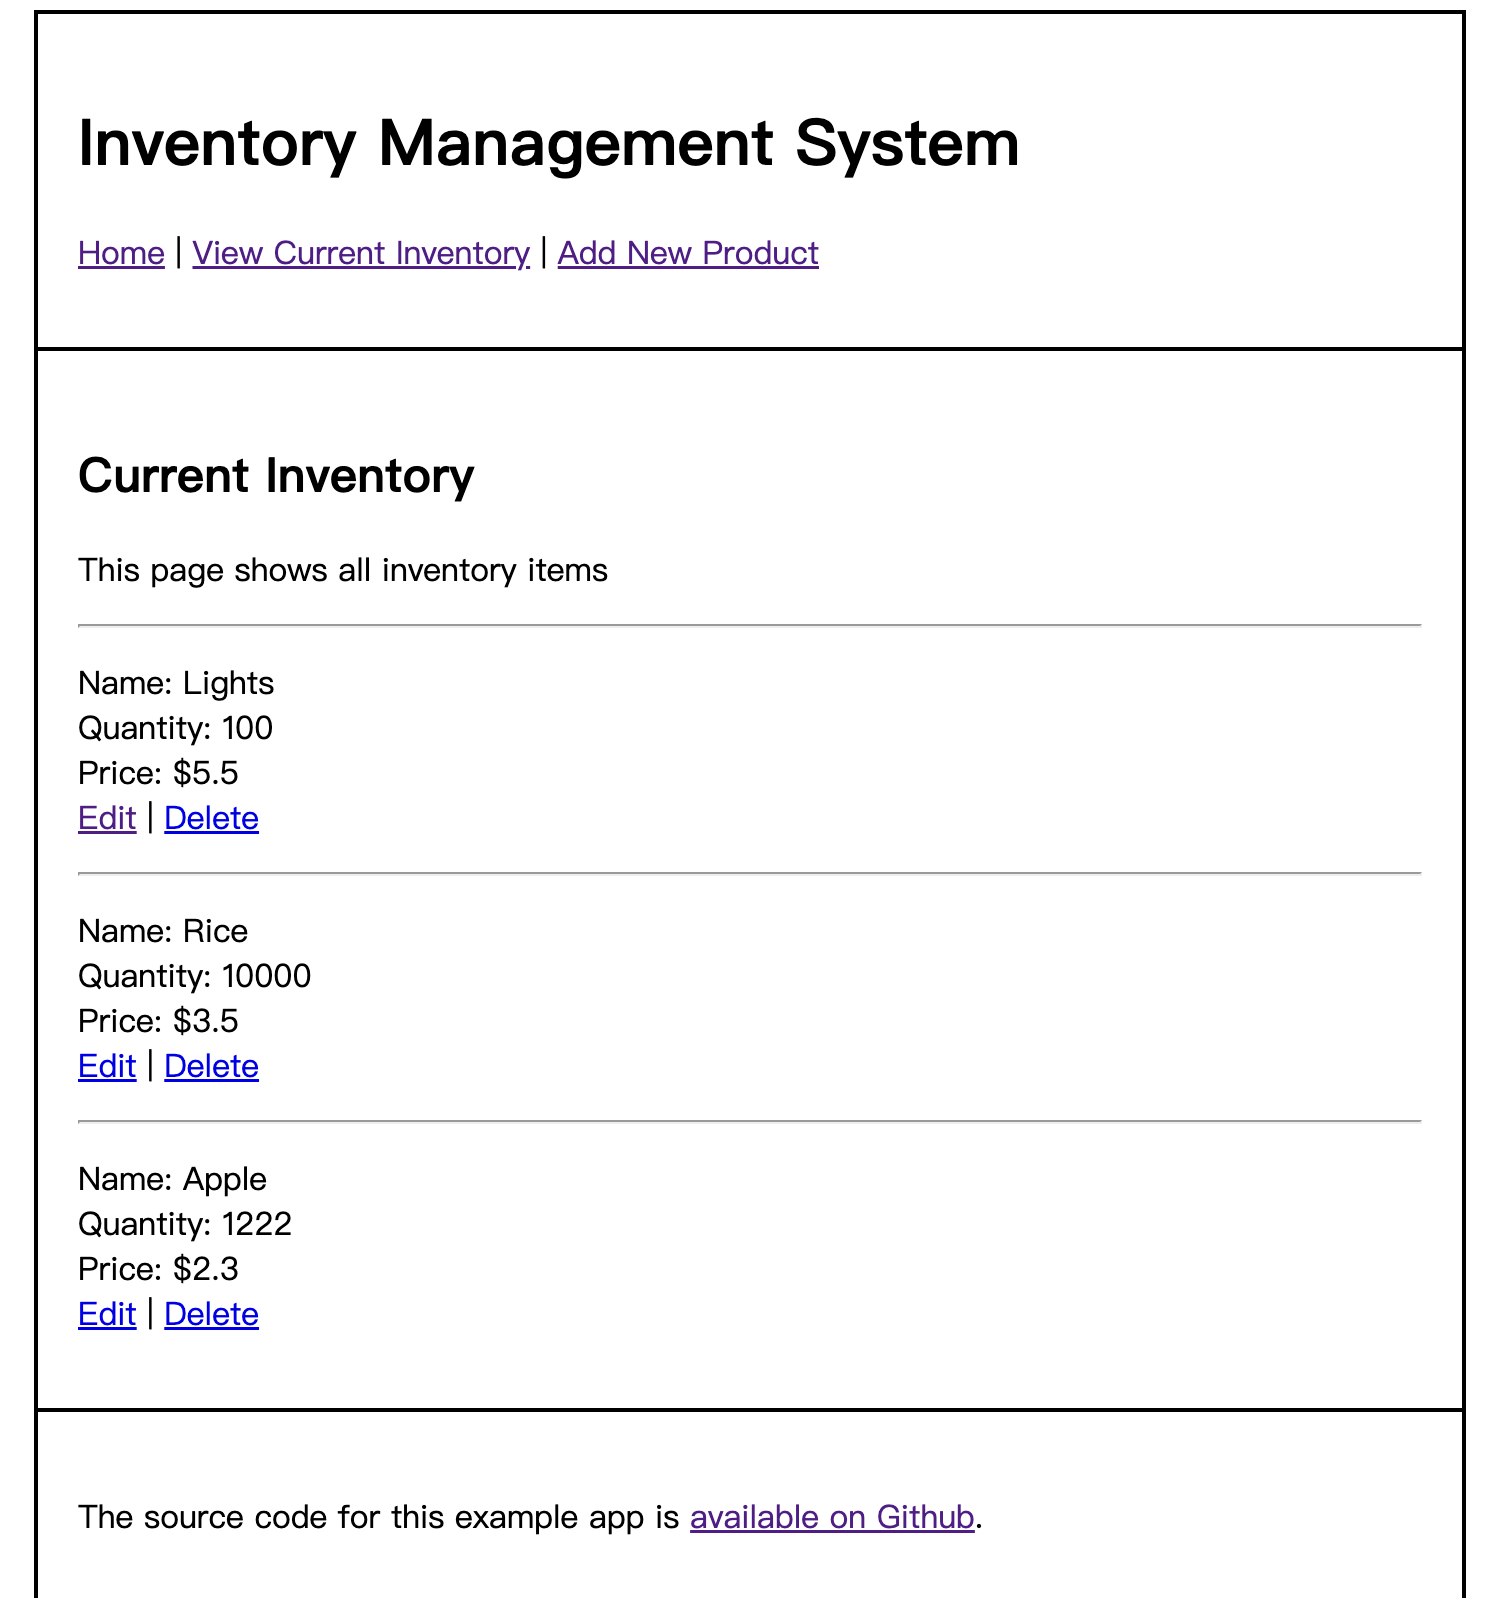 Inventory Management System
Home | View Current Inventory | Add New Product
Current Inventory
This page shows all inventory items
Name: Lights
Quantity: 100
Price: $5.5
Edit | Delete
Name: Rice
Quantity: 10000
Price: $3.5
Edit | Delete
Name: Apple
Quantity: 1222
Price: $2.3
Edit | Delete
The source code for this example app is available on Github.